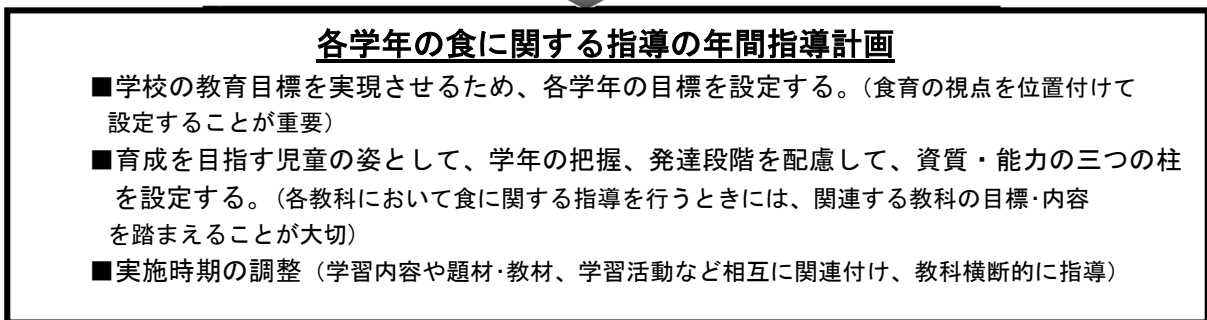 各学年の食に関する指導の年間指導計画
■学校の教育目標を実現させるため、各学年の目標を設定する。（食育の視点を位置付けて
設定することが重要）
■育成を目指す児童の姿として、学年の把握、発達段階を配慮して、資質・能力の三つの柱
を設定する。（各教科において食に関する指導を行うときには、関連する教科の目標･内容
を踏まえることが大切）
■実施時期の調整（学習内容や題材･教材、学習活動など相互に関連付け、教科横断的に指導）